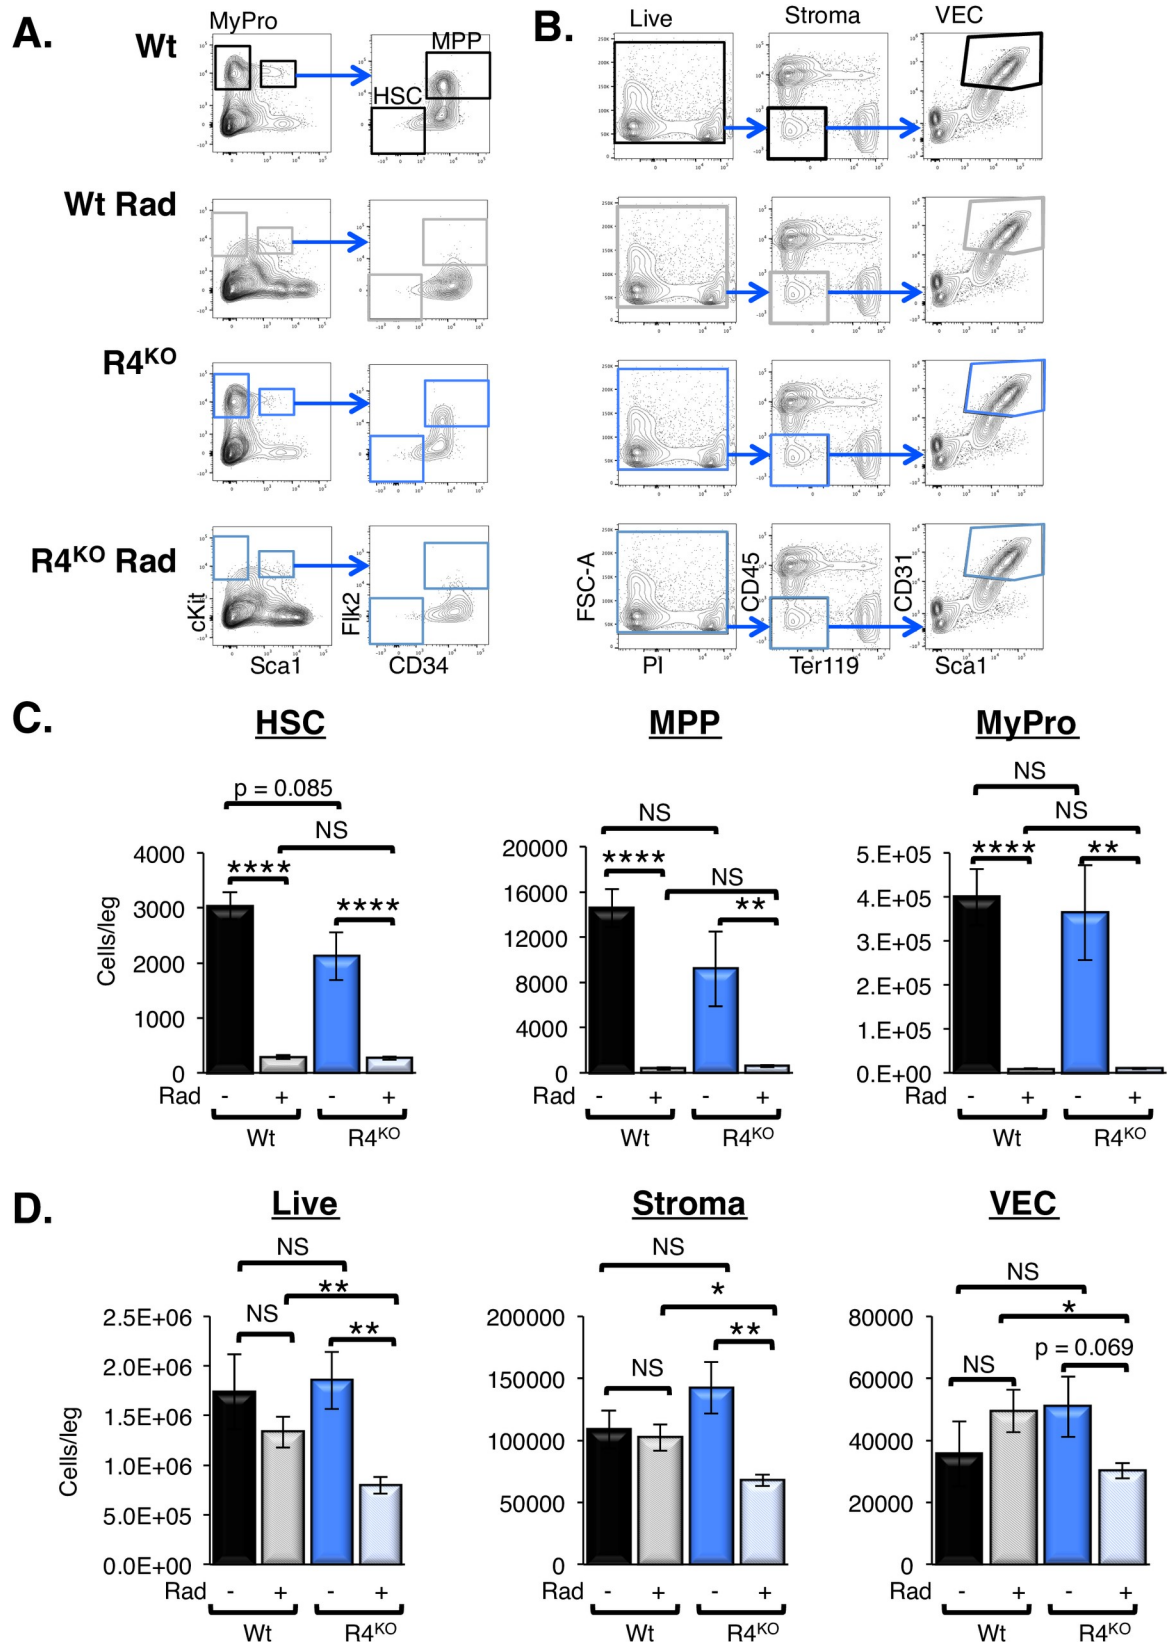 A.
MyPro
Wt
MPP
HSC
Wt Rad
R4KO
R4KO Rad
cKit
Sca1
Flk2
CD34
B.
Live
Stroma
VEC
FSC-A
PI
CD45
Ter119
CD31
Sca1
C.
HSC
p = 0.085
NS
****
****
4000
3000
2000
1000
0
Cells/leg
Rad - + - +
Wt R4KO
MPP
NS
****
NS
**
20000
16000
12000
8000
4000
0
Rad - + - +
Wt R4KO
MyPro
NS
NS
****
**
5.E+05
4.E+05
3.E+05
2.E+05
1.E+05
0.E+00
Rad - + - +
Wt R4KO
D.
Live
NS
**
NS
**
2.5E+06
2.0E+06
1.5E+06
1.0E+06
5.0E+05
0.0E+00
Cells/leg
Rad - + - +
Wt R4KO
Stroma
NS
*
**
NS
200000
150000
100000
50000
0
Rad - + - +
Wt R4KO
VEC
NS
*
p = 0.069
NS
80000
60000
40000
20000
0
Rad - + - +
Wt R4KO